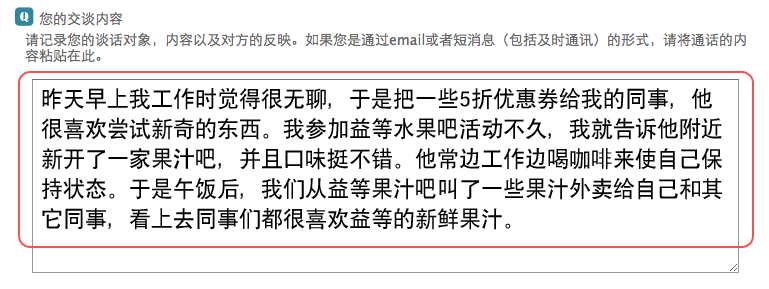 Q 您的交谈内容
请记录您的谈话对象，内容以及对方的反映。如果您是通过email或者短消息（包括及时通讯）的形式，请将通话的内
容粘贴在此。
昨天早上我工作时觉得很无聊，于是把一些5折优惠券给我的同事，他
很喜欢尝试新奇的东西。我参加益等水果吧活动不久，我就告诉他附近
新开了一家果汁吧，并且口味挺不错。他常边工作边喝咖啡来使自己保
持状态。于是午饭后，我们从益等果汁吧叫了一些果汁外卖给自己和其
它同事，看上去同事们都很喜欢益等的新鲜果汁。